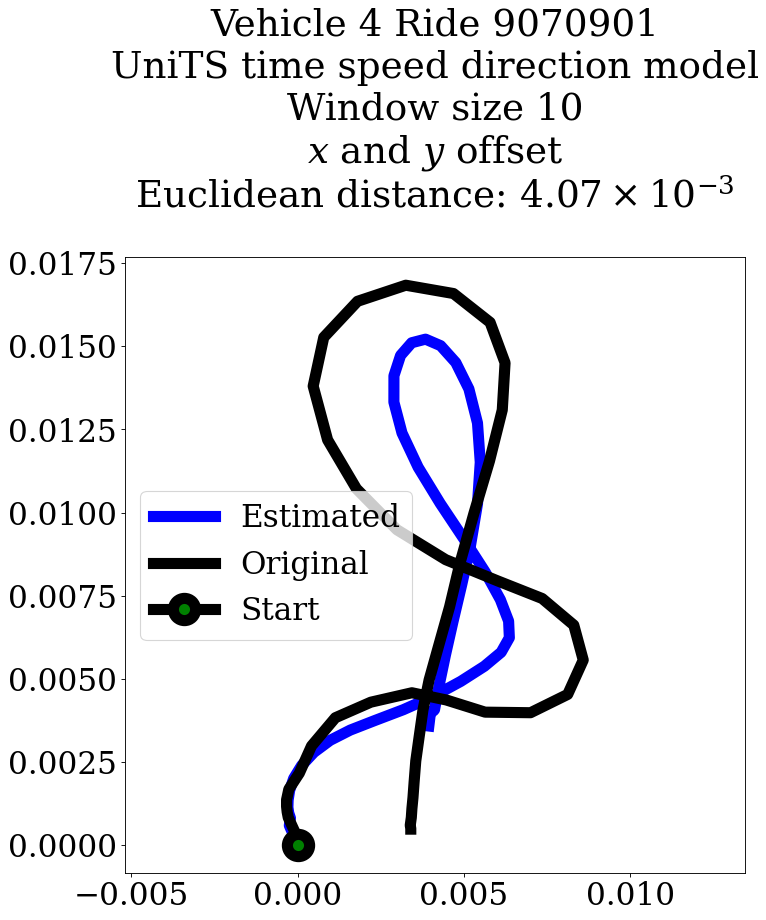 Vehicle 4 Ride 9070901
UniTS time speed direction model
Window size 10
x and y offset
Euclidean distance: 4.07 × 10⁻³
0.0175
0.0150
0.0125
0.0100
0.0075
0.0050
0.0025
0.0000
Estimated
Original
Start
−0.005
0.000
0.005
0.010